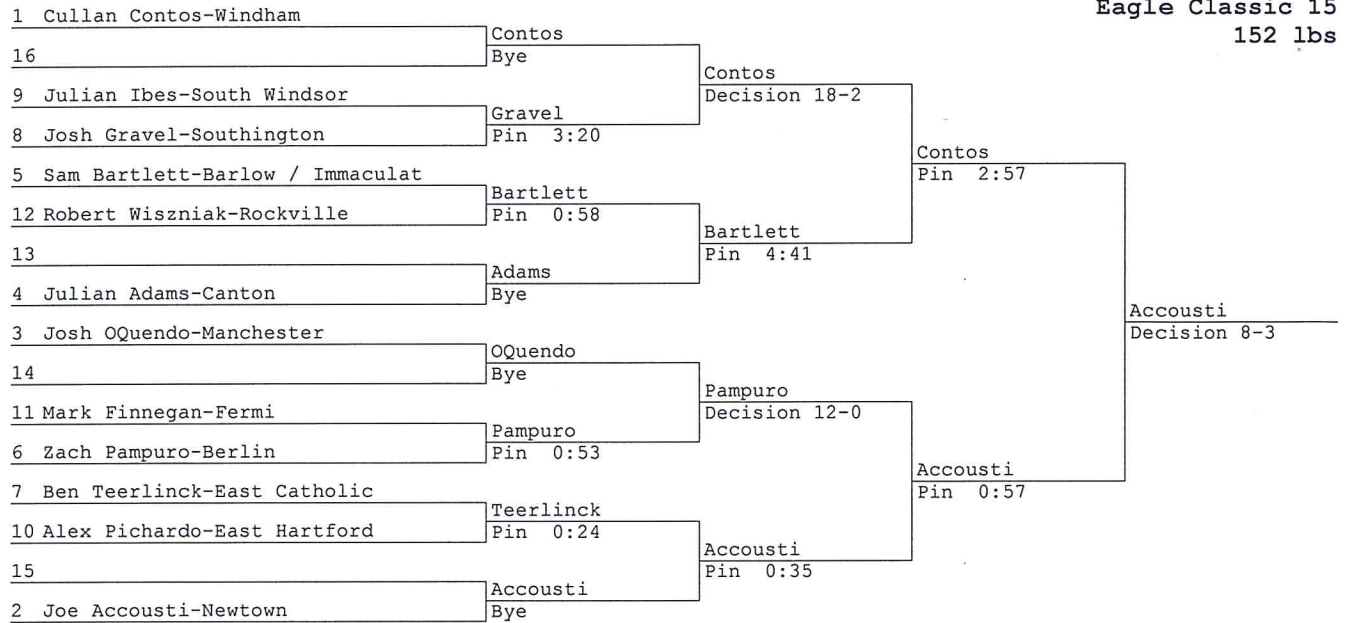 Eagle Classic 15
152 lbs
1 Cullan Contos-Windham
16
9 Julian Ibes-South Windsor
8 Josh Gravel-Southington
5 Sam Bartlett-Barlow / Immaculat
12 Robert Wiszniak-Rockville
13
4 Julian Adams-Canton
3 Josh OQuendo-Manchester
14
11 Mark Finnegan-Fermi
6 Zach Pampuro-Berlin
7 Ben Teerlinck-East Catholic
10 Alex Pichardo-East Hartford
15
2 Joe Accousti-Newtown
Contos
Bye
Gravel
Pin 3:20
Bartlett
Pin 0:58
Adams
Bye
OQuendo
Bye
Pampuro
Pin 0:53
Teerlinck
Pin 0:24
Accousti
Bye
Contos
Decision 18-2
Bartlett
Pin 4:41
Pampuro
Decision 12-0
Accousti
Pin 0:35
Contos
Pin 2:57
Accousti
Pin 0:57
Accousti
Decision 8-3